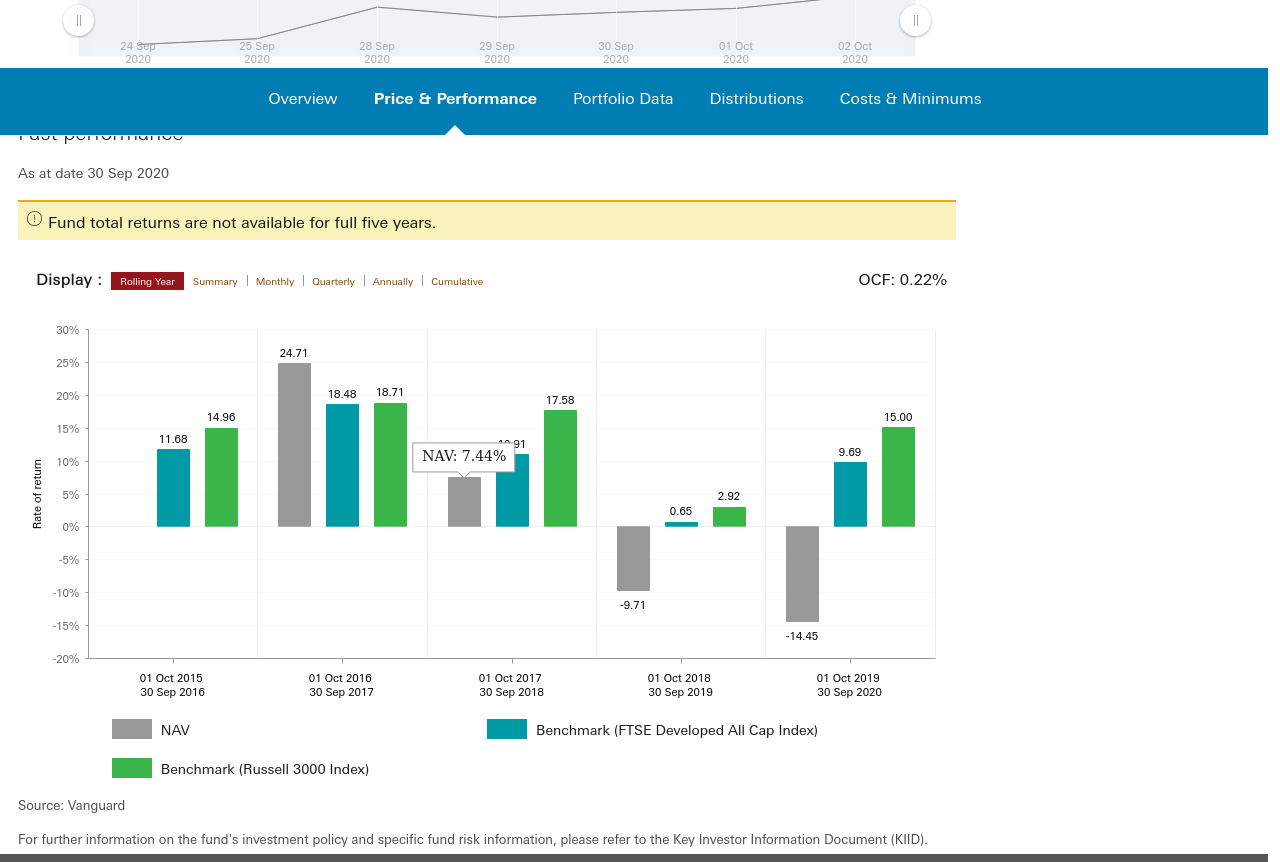 24 Sep 2020
25 Sep 2020
28 Sep 2020
29 Sep 2020
30 Sep 2020
01 Oct 2020
02 Oct 2020
Overview
Price & Performance
Portfolio Data
Distributions
Costs & Minimums
Past performance
As at date 30 Sep 2020
Fund total returns are not available for full five years.
Display : Rolling Year Summary | Monthly | Quarterly | Annually | Cumulative
OCF: 0.22%
Rate of return
30%
25%
20%
15%
10%
5%
0%
-5%
-10%
-15%
-20%
11.68
14.96
24.71
18.48
18.71
NAV: 7.44%
17.58
-9.71
0.65
2.92
-14.45
9.69
15.00
01 Oct 2015
30 Sep 2016
01 Oct 2016
30 Sep 2017
01 Oct 2017
30 Sep 2018
01 Oct 2018
30 Sep 2019
01 Oct 2019
30 Sep 2020
NAV
Benchmark (FTSE Developed All Cap Index)
Benchmark (Russell 3000 Index)
Source: Vanguard
For further information on the fund's investment policy and specific fund risk information, please refer to the Key Investor Information Document (KIID).